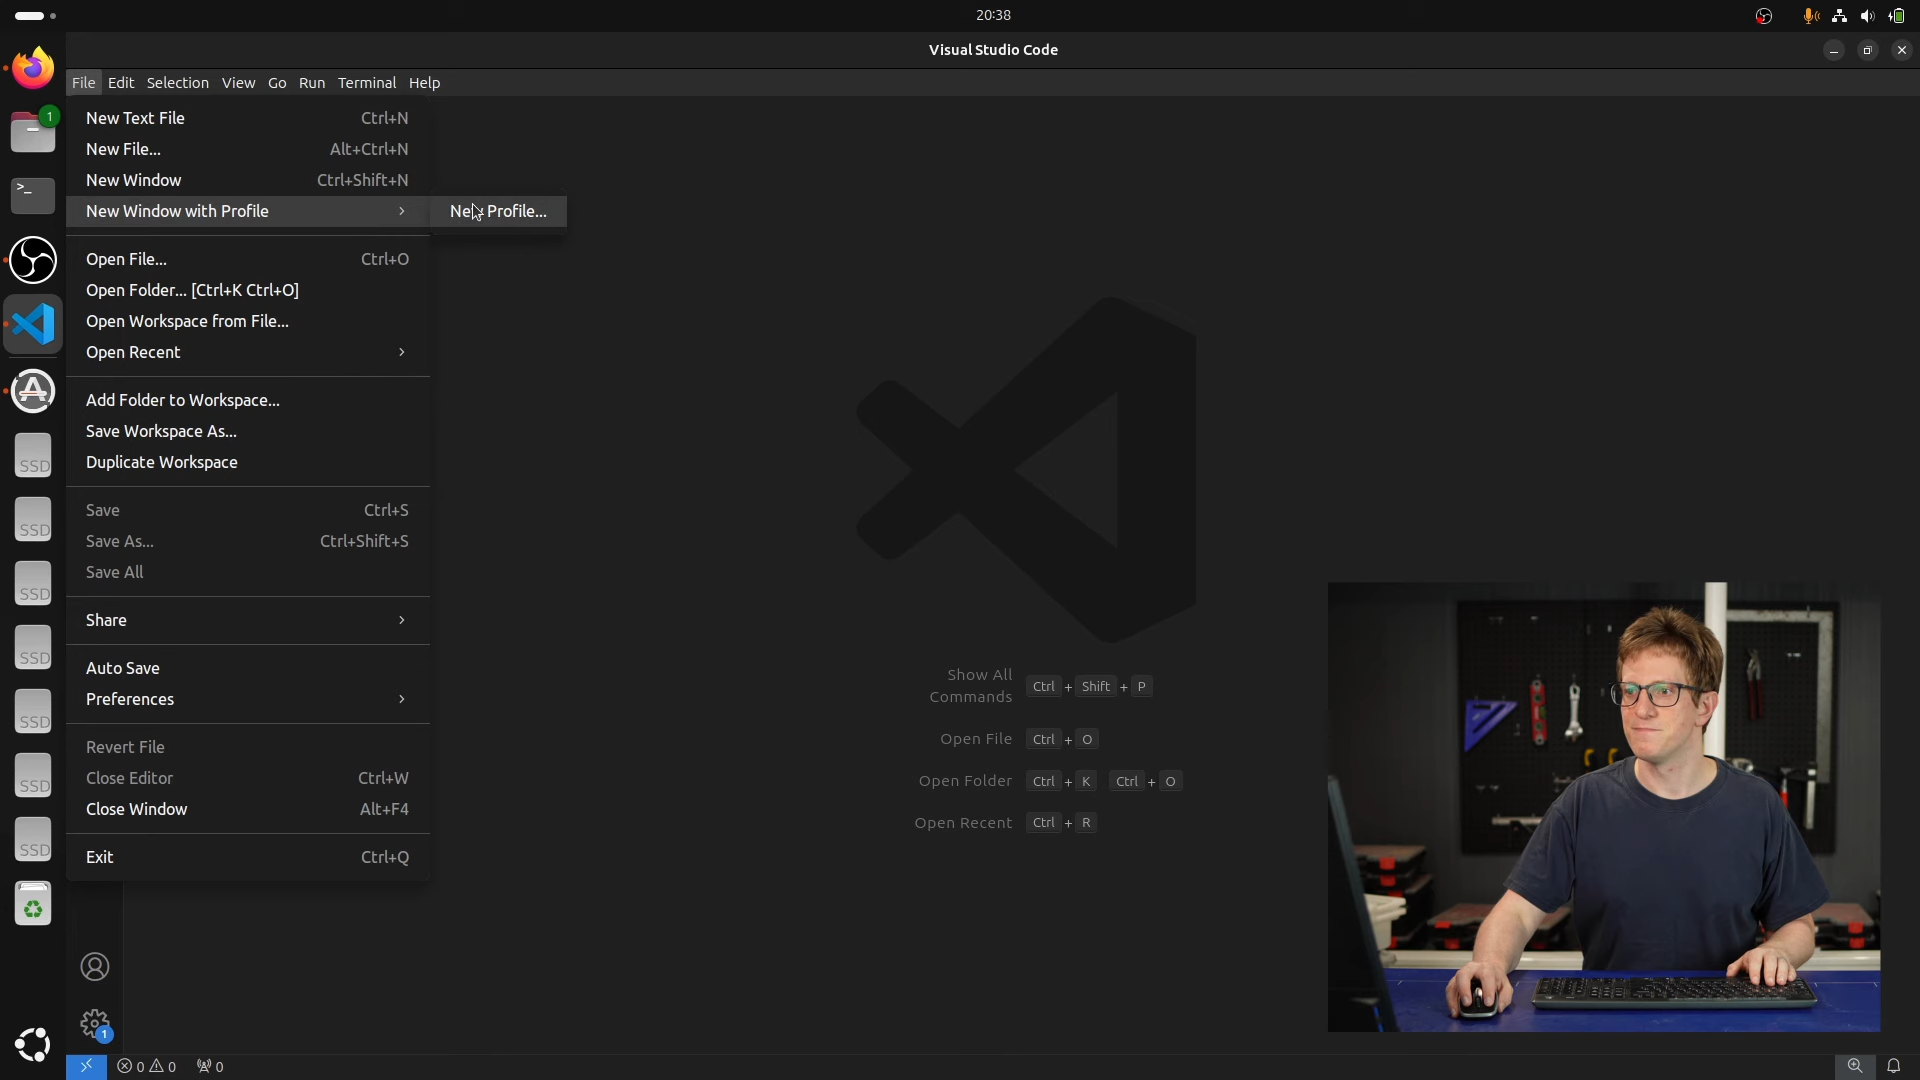 20:38
Visual Studio Code
File Edit Selection View Go Run Terminal Help
1
New Text File Ctrl+N
New File... Alt+Ctrl+N
New Window Ctrl+Shift+N
New Window with Profile
New Profile...
Open File... Ctrl+O
Open Folder... [Ctrl+K Ctrl+O]
Open Workspace from File...
Open Recent
Add Folder to Workspace...
Save Workspace As...
Duplicate Workspace
Save Ctrl+S
Save As... Ctrl+Shift+S
Save All
Share
Auto Save
Preferences
Revert File
Close Editor Ctrl+W
Close Window Alt+F4
Exit Ctrl+Q
SSD
SSD
SSD
SSD
SSD
SSD
SSD
Show All
Commands Ctrl + Shift + P
Open File Ctrl + O
Open Folder Ctrl + K Ctrl + O
Open Recent Ctrl + R
1
0 0 0